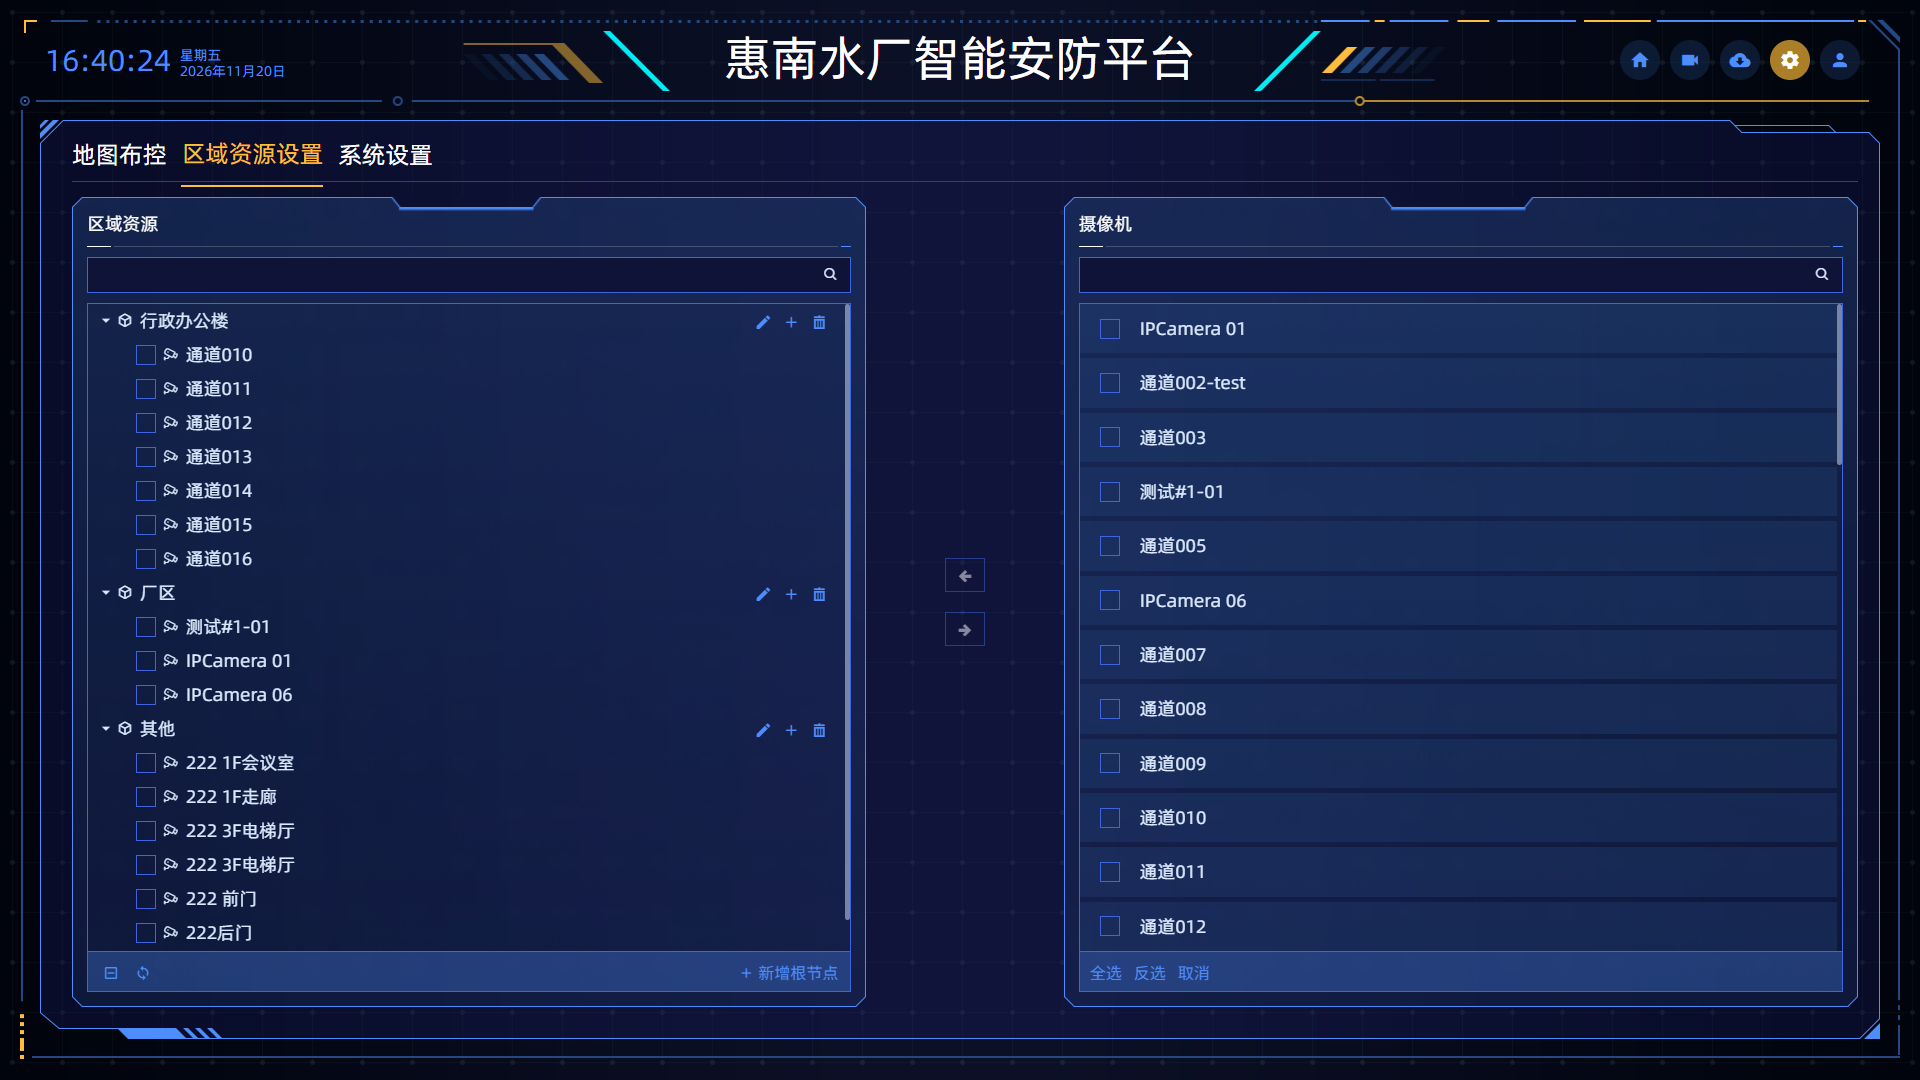 16:40:24
星期五
2026年11月20日
惠南水厂智能安防平台
地图布控 区域资源设置 系统设置
区域资源
行政办公楼
通道010
通道011
通道012
通道013
通道014
通道015
通道016
厂区
测试#1-01
IPCamera 01
IPCamera 06
其他
222 1F会议室
222 1F走廊
222 3F电梯厅
222 3F电梯厅
222 前门
222后门
新增根节点
摄像机
IPCamera 01
通道002-test
通道003
测试#1-01
通道005
IPCamera 06
通道007
通道008
通道009
通道010
通道011
通道012
全选 反选 取消